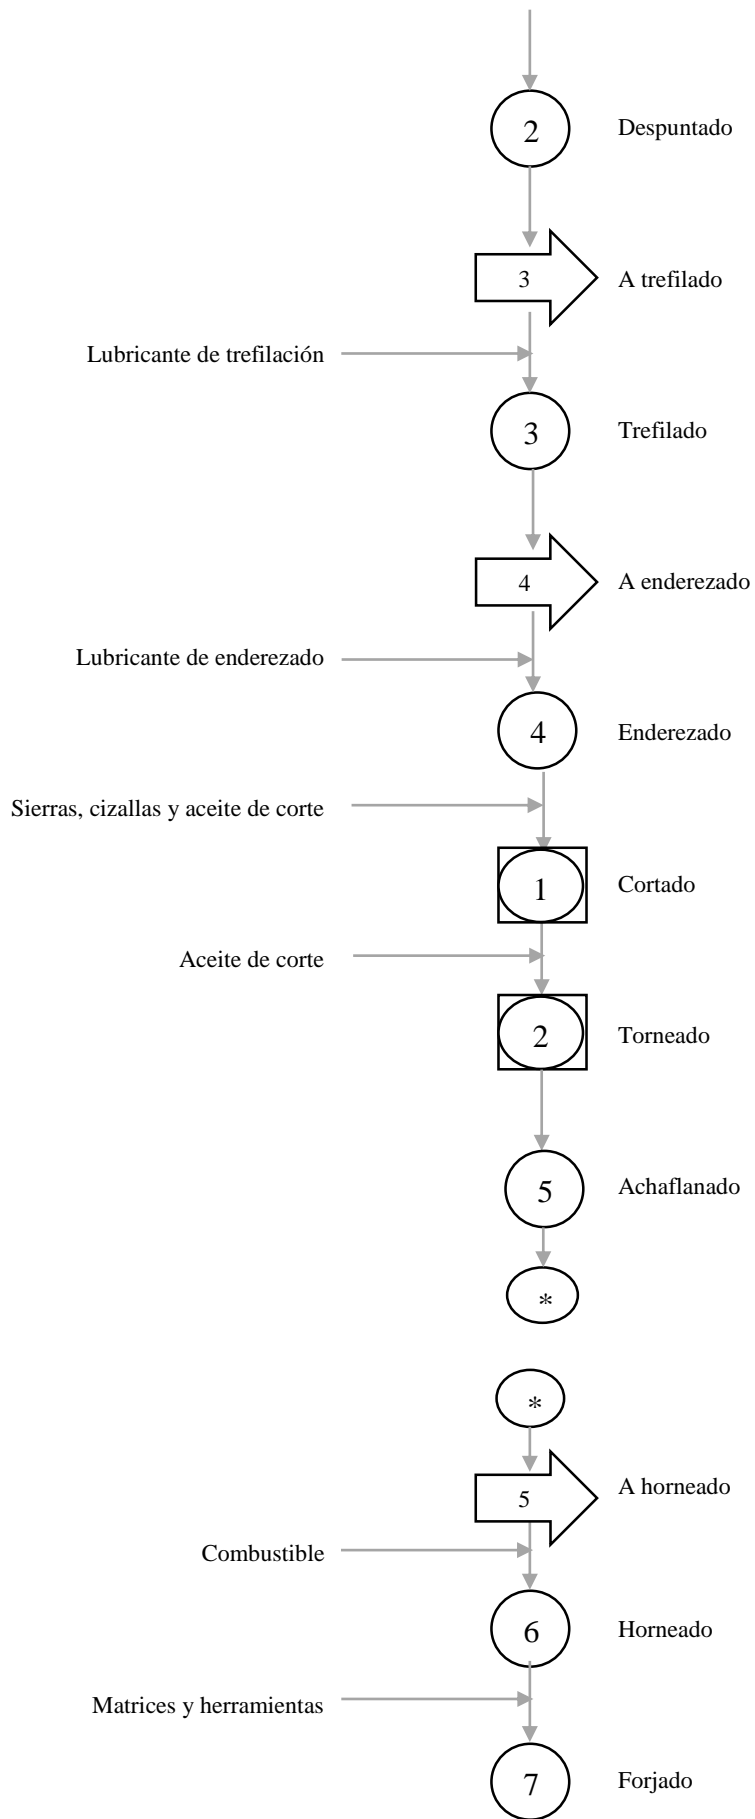 2 Despuntado
3 A trefilado
Lubricante de trefilación
3 Trefilado
4 A enderezado
Lubricante de enderezado
4 Enderezado
Sierras, cizallas y aceite de corte
1 Cortado
Aceite de corte
2 Torneado
5 Achaflanado
*
*
5 A horneado
Combustible
6 Horneado
Matrices y herramientas
7 Forjado